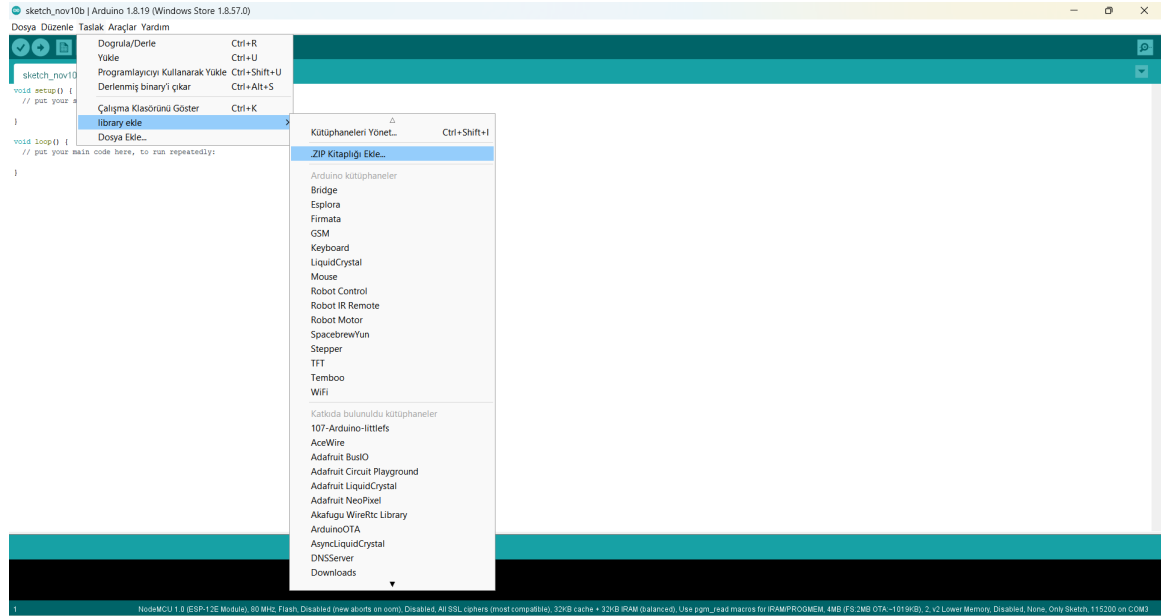 sketch_nov10b | Arduino 1.8.19 (Windows Store 1.8.57.0)
Dosya Düzenle Taslak Araçlar Yardım
Dogrula/Derle Ctrl+R
Yükle Ctrl+U
Programlayıcıyı Kullanarak Yükle Ctrl+Shift+U
Derlenmiş binary'i çıkar Ctrl+Alt+S
Çalışma Klasörünü Göster Ctrl+K
library ekle
Dosya Ekle...
sketch_nov10
void setup() {
// put your
}
void loop() {
// put your main code here, to run repeatedly:
}
Kütüphaneleri Yönet... Ctrl+Shift+I
.ZIP Kitaplığı Ekle...
Arduino kütüphaneler
Bridge
Esplora
Firmata
GSM
Keyboard
LiquidCrystal
Mouse
Robot Control
Robot IR Remote
Robot Motor
SpacebrewYun
Stepper
TFT
Temboo
WiFi
Katkıda bulunuldu kütüphaneler
107-Arduino-littlefs
AceWire
Adafruit BusIO
Adafruit Circuit Playground
Adafruit LiquidCrystal
Adafruit NeoPixel
Akafugu WireRtc Library
ArduinoOTA
AsyncLiquidCrystal
DNSServer
Downloads
1 NodeMCU 1.0 (ESP-12E Module), 80 MHz, Flash, Disabled (new aborts on oom), Disabled, All SSL ciphers (most compatible), 32KB cache + 32KB IRAM (balanced), Use pgm_read macros for IRAM/PROGMEM, 4MB (FS:2MB OTA:~1019KB), 2, v2 Lower Memory, Disabled, None, Only Sketch, 115200 on COM3